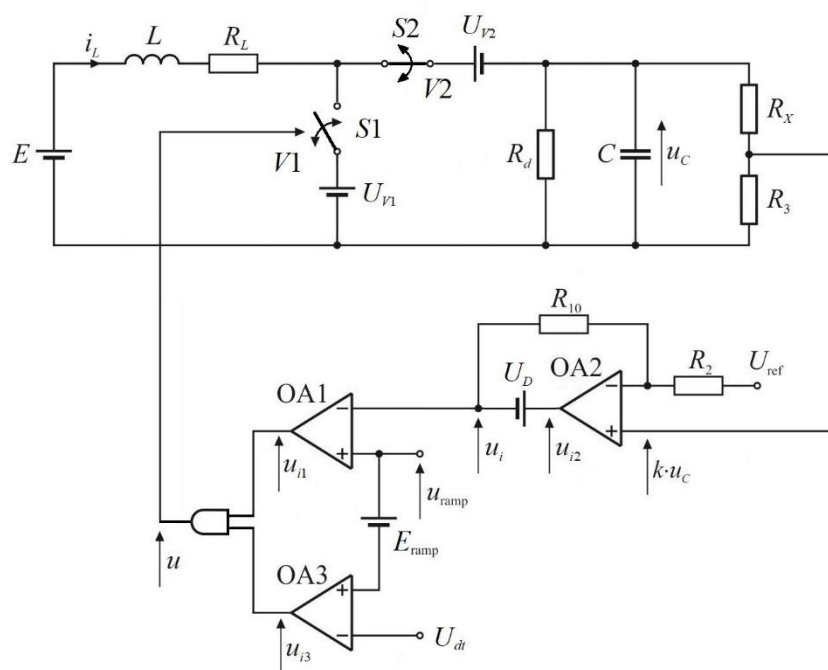 i_L
L
R_L
S2
V2
U_V2
E
V1
S1
U_V1
R_d
C
u_C
R_X
R_3
R_10
OA2
U_D
R_2
U_ref
OA1
u_i1
u_i
u_i2
k·u_C
u_ramp
E_ramp
u
OA3
u_i3
U_dt
− + + − − +